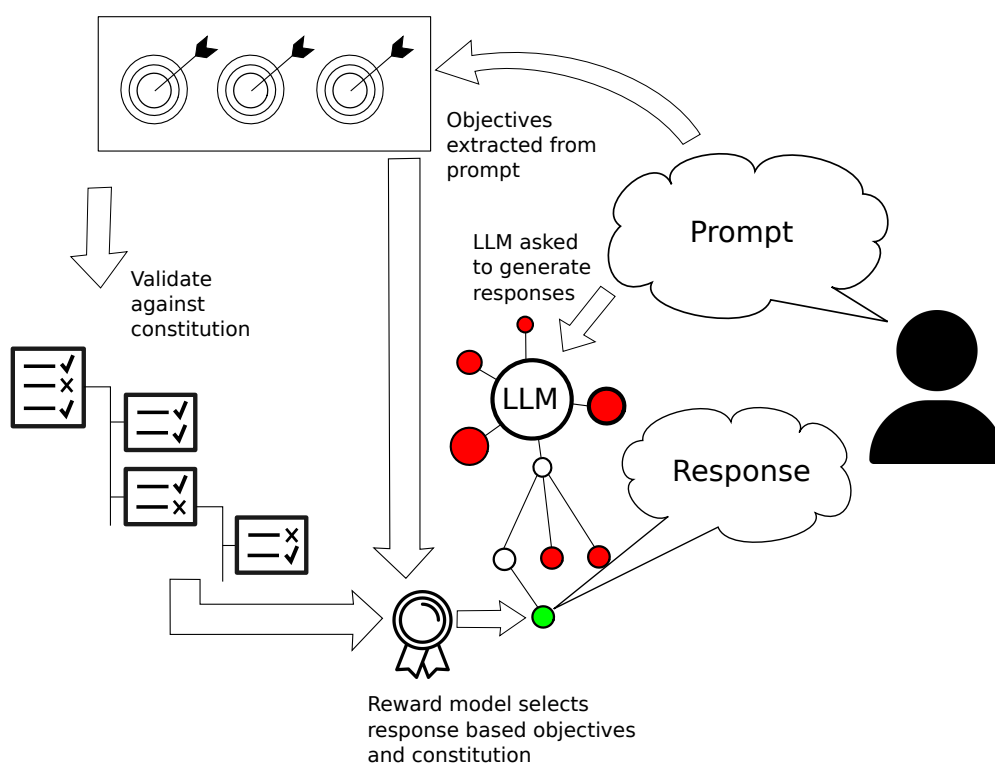 Objectives
extracted from
prompt
Prompt
LLM asked
to generate
responses
Validate
against
constitution
LLM
Response
Reward model selects
response based objectives
and constitution